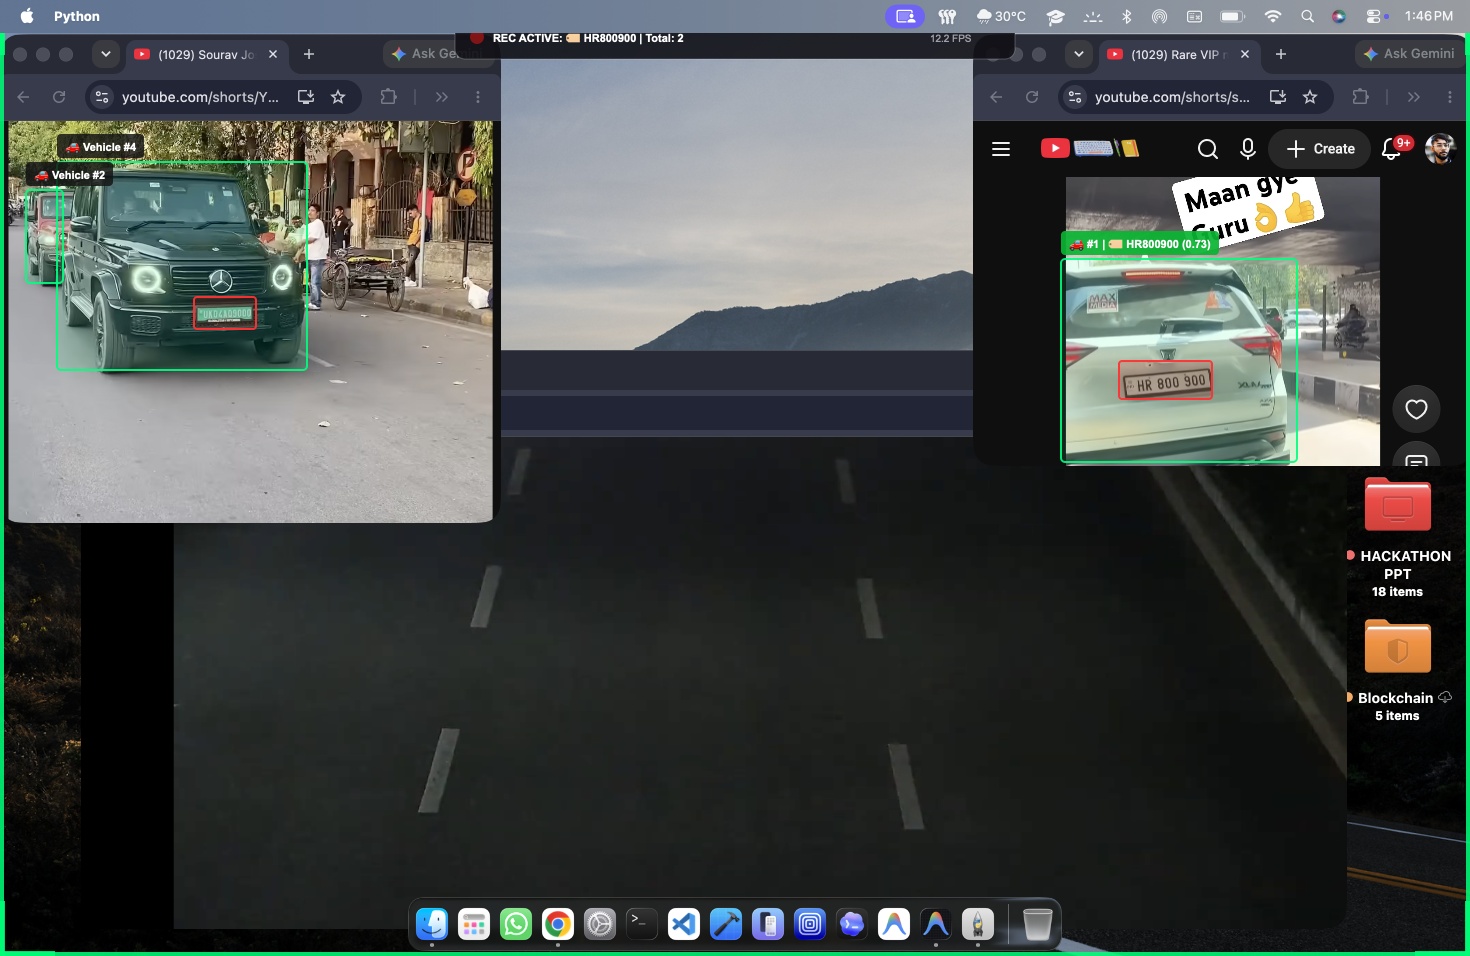 Python
30°C
1:46 PM
REC ACTIVE: HR800900 | Total: 2
12.2 FPS
(1029) Sourav Jo
Ask Ge
youtube.com/shorts/Y...
Vehicle #4
Vehicle #2
(1029) Rare VIP
Ask Gemini
youtube.com/shorts/s...
Create
9+
Maan gye
Guru
#1 | HR800900 (0.73)
MAX
HR 800 900
HACKATHON
PPT
18 items
Blockchain
5 items